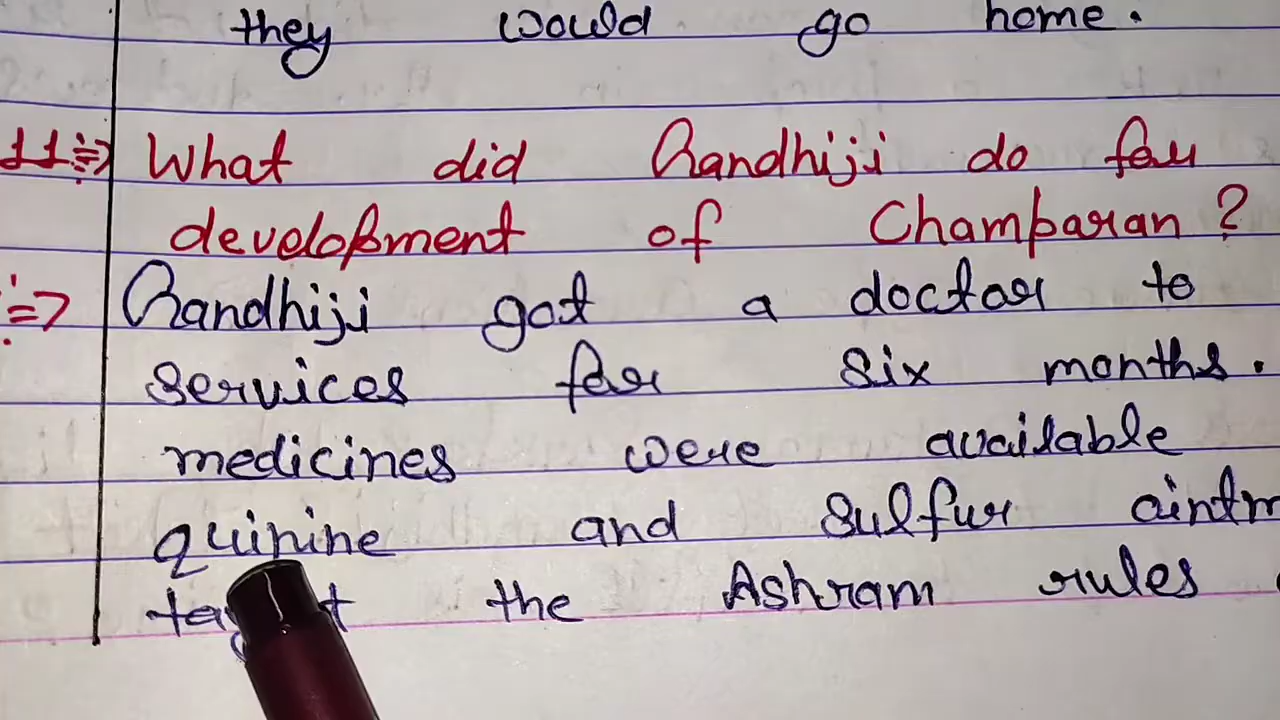 they would go home.
11⇒ What did Gandhiji do for
development of Champaran?
⇒ Gandhiji got a doctor to
services for six months.
medicines were available
quinine and sulfur ointm
the Ashram rules